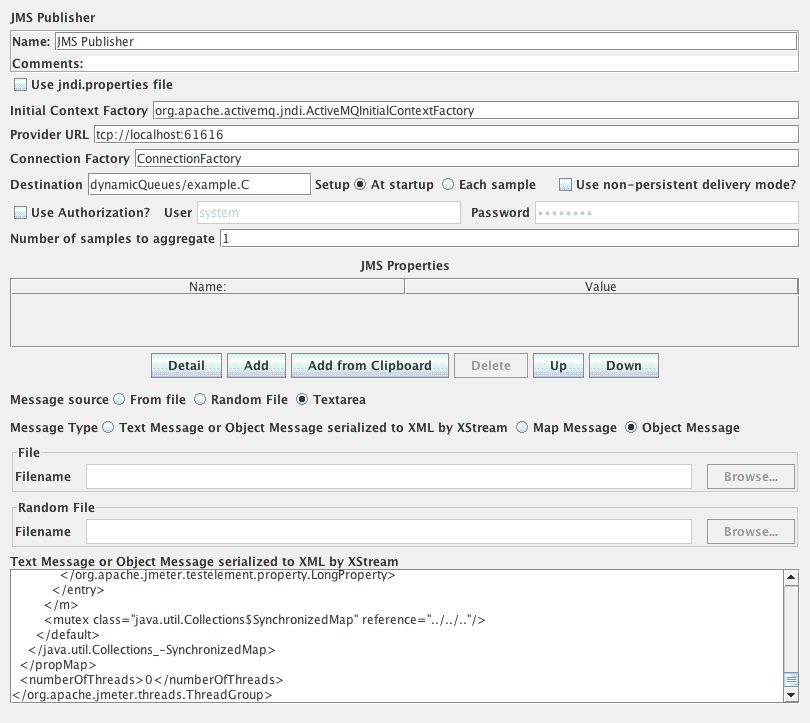 JMS Publisher
Name: JMS Publisher
Comments:
Use jndi.properties file
Initial Context Factory org.apache.activemq.jndi.ActiveMQInitialContextFactory
Provider URL tcp://localhost:61616
Connection Factory ConnectionFactory
Destination dynamicQueues/example.C Setup At startup Each sample Use non-persistent delivery mode?
Use Authorization? User system Password ••••••••
Number of samples to aggregate 1
JMS Properties
Name: Value
Detail Add Add from Clipboard Delete Up Down
Message source From file Random File Textarea
Message Type Text Message or Object Message serialized to XML by XStream Map Message Object Message
File
Filename Browse...
Random File
Filename Browse...
Text Message or Object Message serialized to XML by XStream
</org.apache.jmeter.testelement.property.LongProperty>
</entry>
</m>
<mutex class="java.util.Collections$SynchronizedMap" reference="../../.."/>
</default>
</java.util.Collections_-SynchronizedMap>
</propMap>
<numberOfThreads>0</numberOfThreads>
</org.apache.jmeter.threads.ThreadGroup>